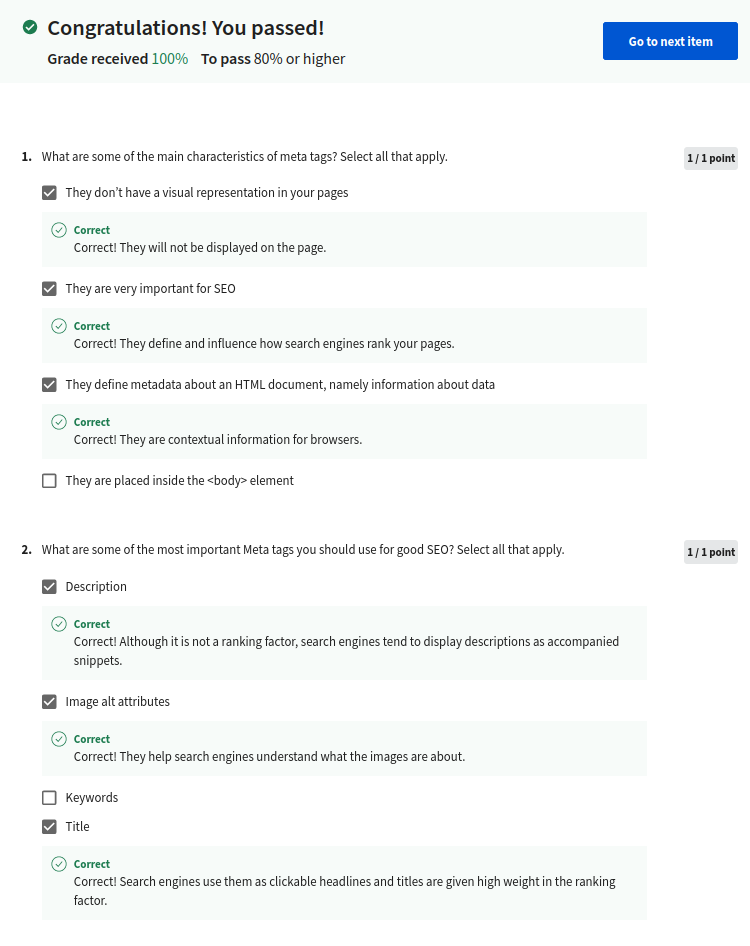 Congratulations! You passed!
Go to next item
Grade received 100% To pass 80% or higher
1. What are some of the main characteristics of meta tags? Select all that apply.
1 / 1 point
They don’t have a visual representation in your pages
Correct
Correct! They will not be displayed on the page.
They are very important for SEO
Correct
Correct! They define and influence how search engines rank your pages.
They define metadata about an HTML document, namely information about data
Correct
Correct! They are contextual information for browsers.
They are placed inside the <body> element
2. What are some of the most important Meta tags you should use for good SEO? Select all that apply.
1 / 1 point
Description
Correct
Correct! Although it is not a ranking factor, search engines tend to display descriptions as accompanied
snippets.
Image alt attributes
Correct
Correct! They help search engines understand what the images are about.
Keywords
Title
Correct
Correct! Search engines use them as clickable headlines and titles are given high weight in the ranking
factor.